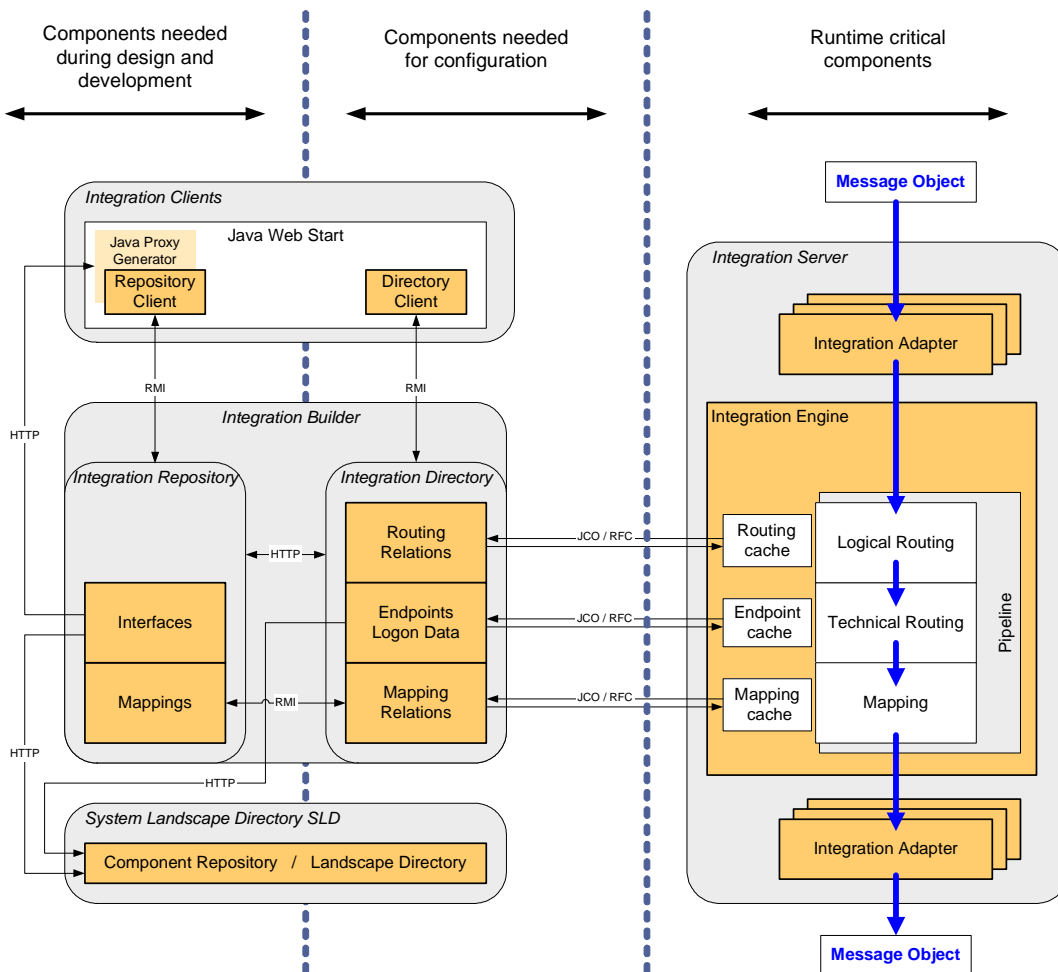 Components needed
during design and
development
Components needed
for configuration
Runtime critical
components
Message Object
Integration Clients
Java Web Start
Java Proxy
Generator
Repository
Client
Directory
Client
RMI
RMI
HTTP
Integration Builder
Integration Repository
Integration Directory
Routing
Relations
HTTP
Interfaces
Endpoints
Logon Data
Mappings
RMI
Mapping
Relations
HTTP
HTTP
System Landscape Directory SLD
Component Repository / Landscape Directory
JCO / RFC
JCO / RFC
JCO / RFC
Integration Server
Integration Adapter
Integration Engine
Routing
cache
Logical Routing
Endpoint
cache
Technical Routing
Pipeline
Mapping
cache
Mapping
Integration Adapter
Message Object